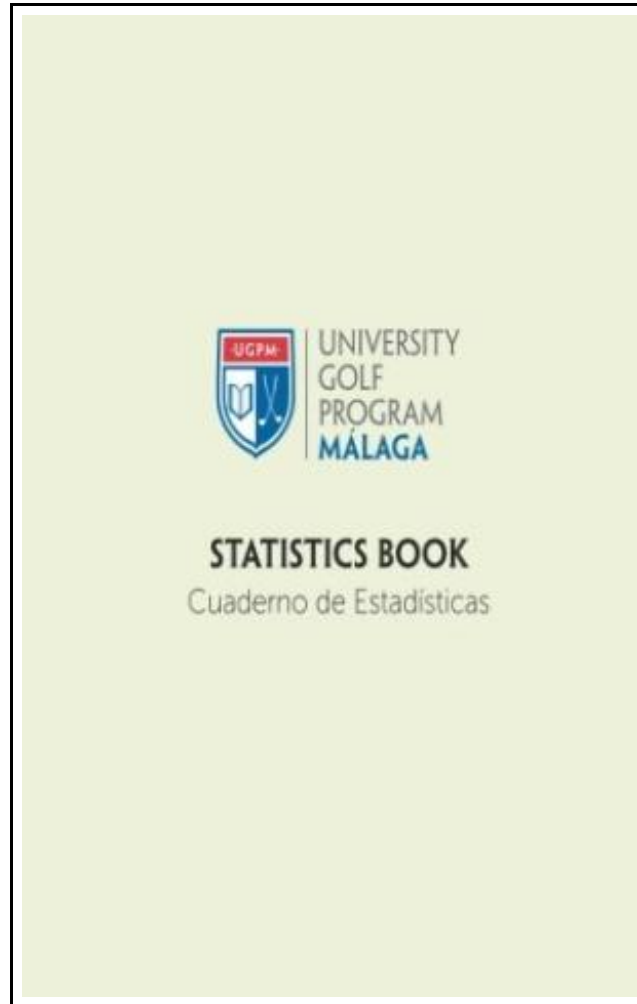 ·UGPM·
UNIVERSITY
GOLF
PROGRAM
MÁLAGA
STATISTICS BOOK
Cuaderno de Estadísticas